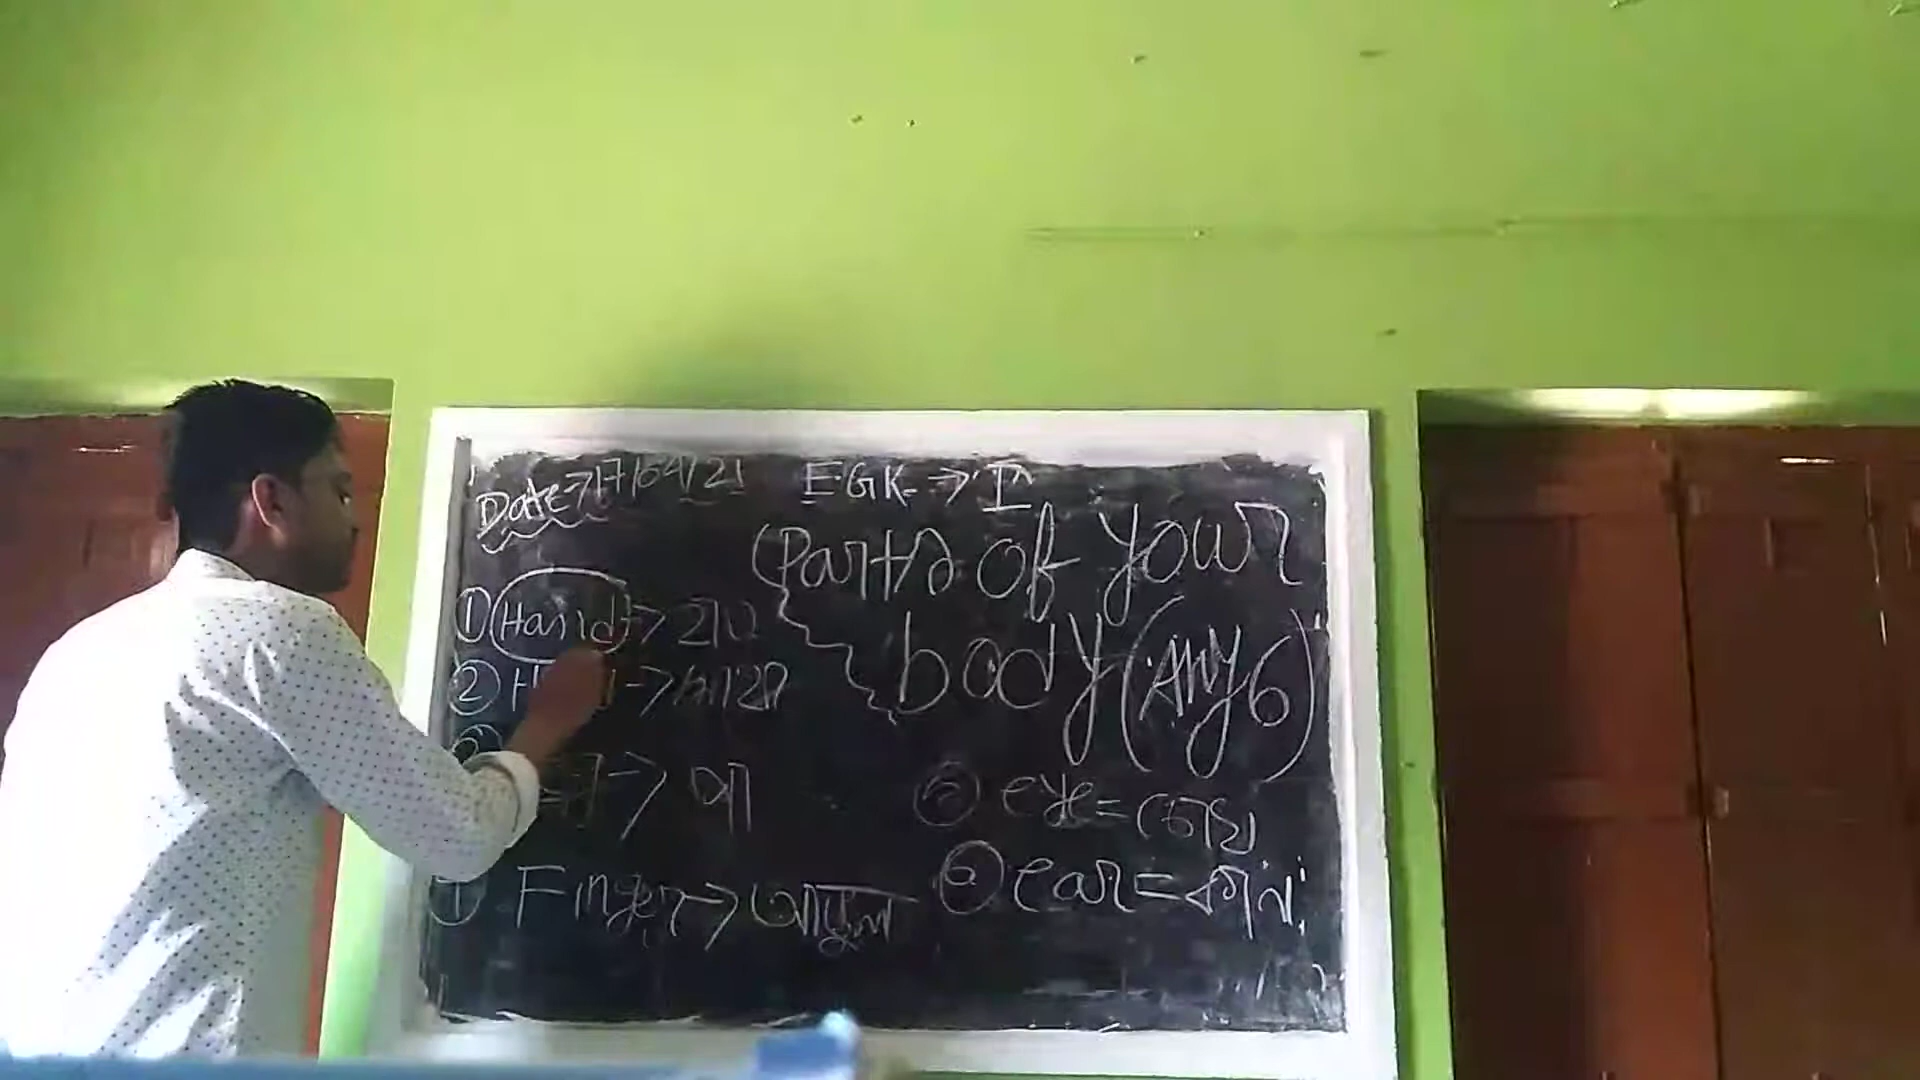 Date → 17/04/21 E.GK → I
Parts of your
body (Any 6)
① Hand → হাত
② → মাথা
→ পা
Finger → আঙুল
⑤ eye = চোখ
⑥ ear = কান